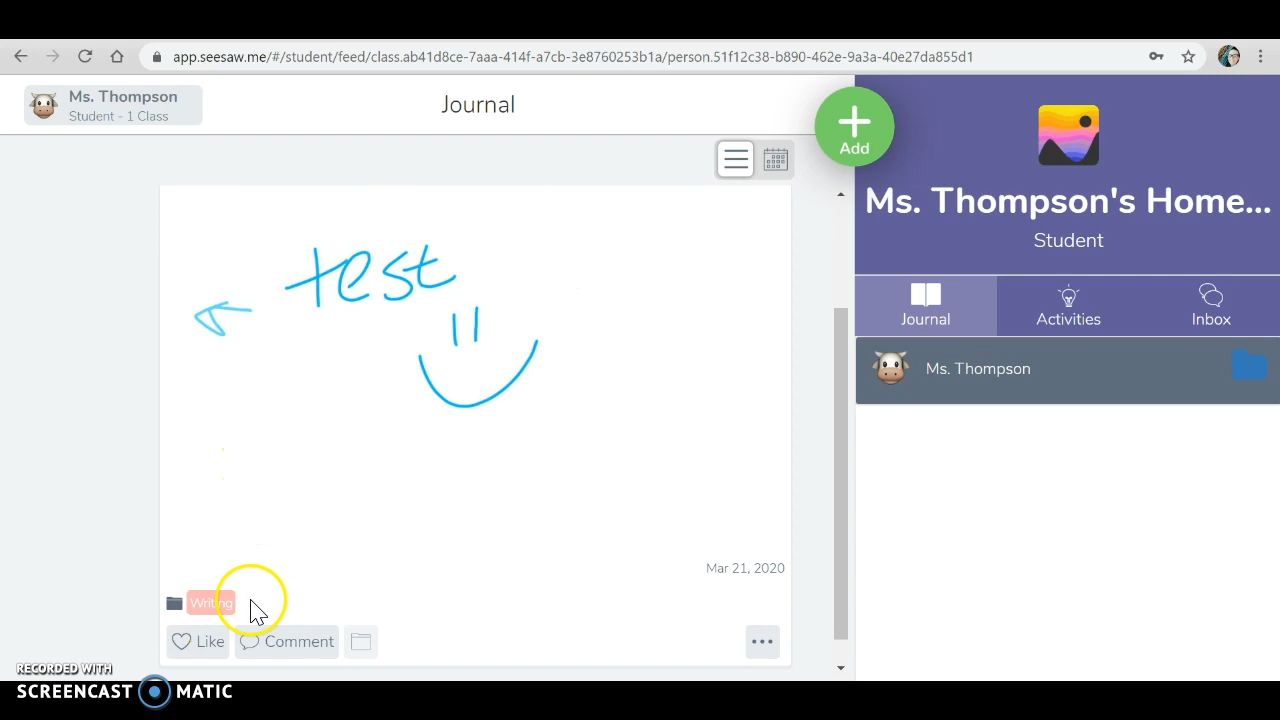 app.seesaw.me/#/student/feed/class.ab41d8ce-7aaa-414f-a7cb-3e8760253b1a/person.51f12c38-b890-462e-9a3a-40e27da855d1
Ms. Thompson
Student - 1 Class
Journal
Add
Ms. Thompson's Home...
Student
Journal
Activities
Inbox
Ms. Thompson
test
Mar 21, 2020
Writing
Like
Comment
RECORDED WITH
SCREENCAST MATIC